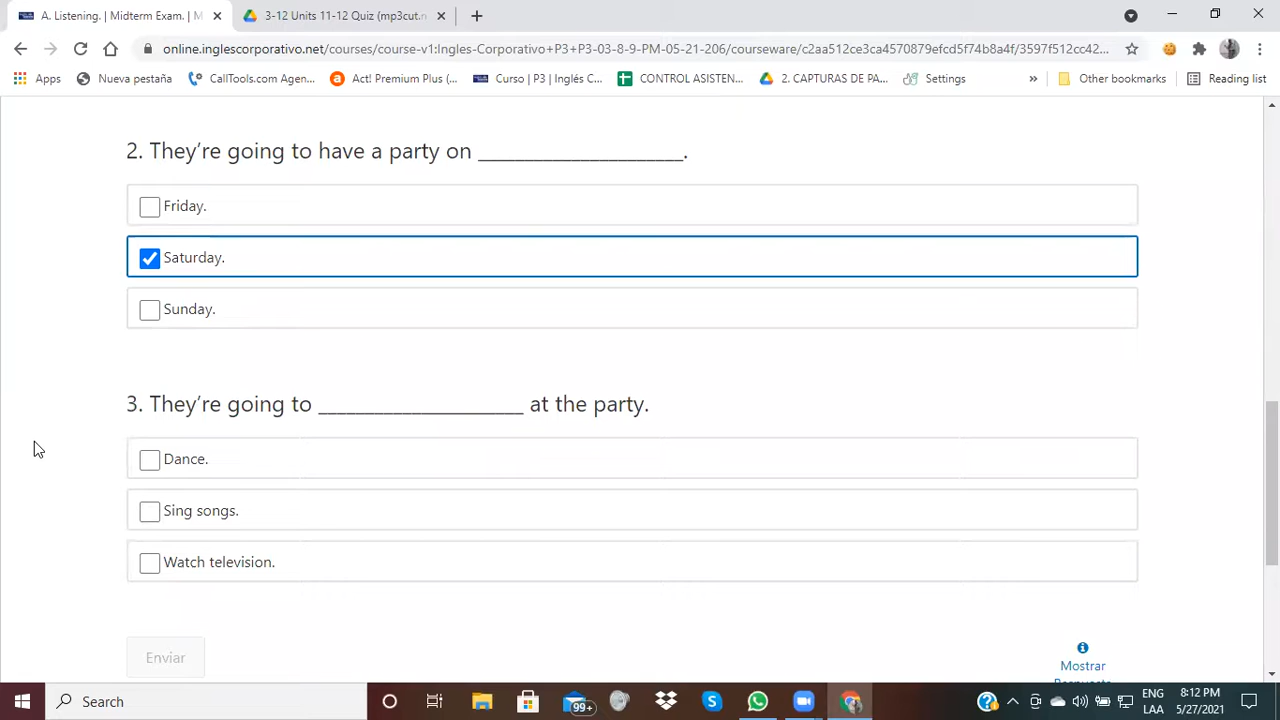 A. Listening. | Midterm Exam. | M
3-12 Units 11-12 Quiz (mp3cut.n
online.inglescorporativo.net/courses/course-v1:Ingles-Corporativo+P3+P3-03-8-9-PM-05-21-206/courseware/c2aa512ce3ca4570879efcd5f74b8a4f/3597f512cc42...
Apps
Nueva pestaña
CallTools.com Agen...
Act! Premium Plus (...
Curso | P3 | Inglés C...
CONTROL ASISTEN...
2. CAPTURAS DE PA...
Settings
»
Other bookmarks
Reading list
2. They're going to have a party on ______________________.
Friday.
Saturday.
Sunday.
3. They're going to ______________________ at the party.
Dance.
Sing songs.
Watch television.
Enviar
Mostrar
Search
99+
ENG
LAA
8:12 PM
5/27/2021